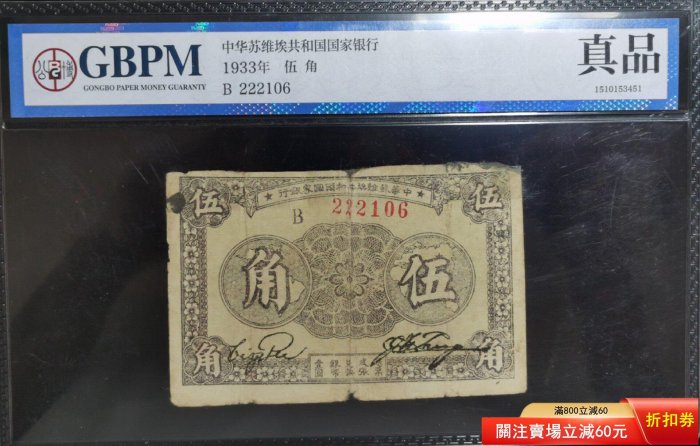 GBPM
GONGBO PAPER MONEY GUARANTY
中华苏维埃共和国国家银行
1933年 伍 角
B 222106
真品
1510153451
行銀家國國和共埃維蘇華中
伍
伍
B 222106
角
伍
角
角
滿800立減60
關注賣場立減60元
折扣券